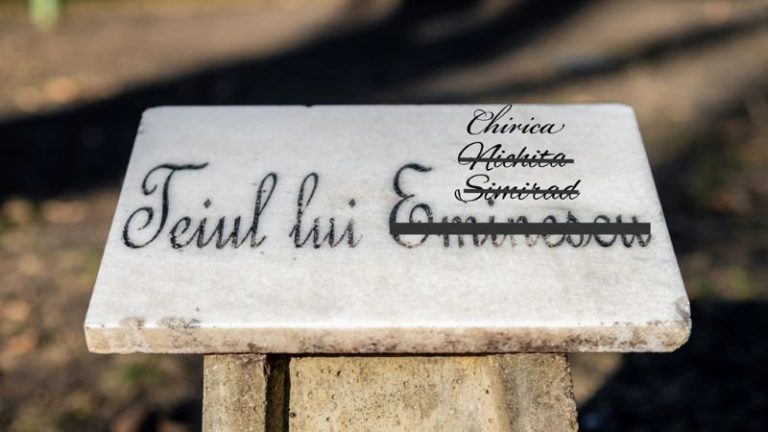 Chirica
Nichita
Simirad
Teiul lui Eminescu